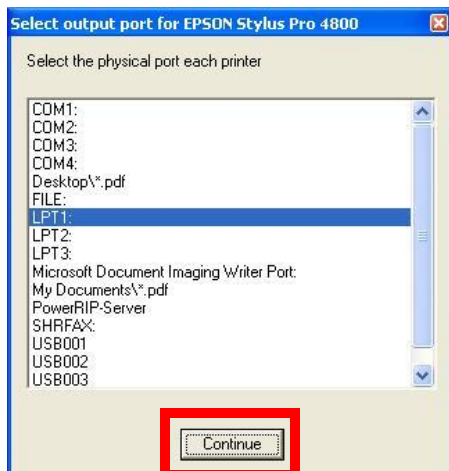 Select output port for EPSON Stylus Pro 4800
Select the physical port each printer
COM1:
COM2:
COM3:
COM4:
Desktop\*.pdf
FILE:
LPT1:
LPT2:
LPT3:
Microsoft Document Imaging Writer Port:
My Documents\*.pdf
PowerRIP-Server
SHRFAX:
USB001
USB002
USB003
Continue